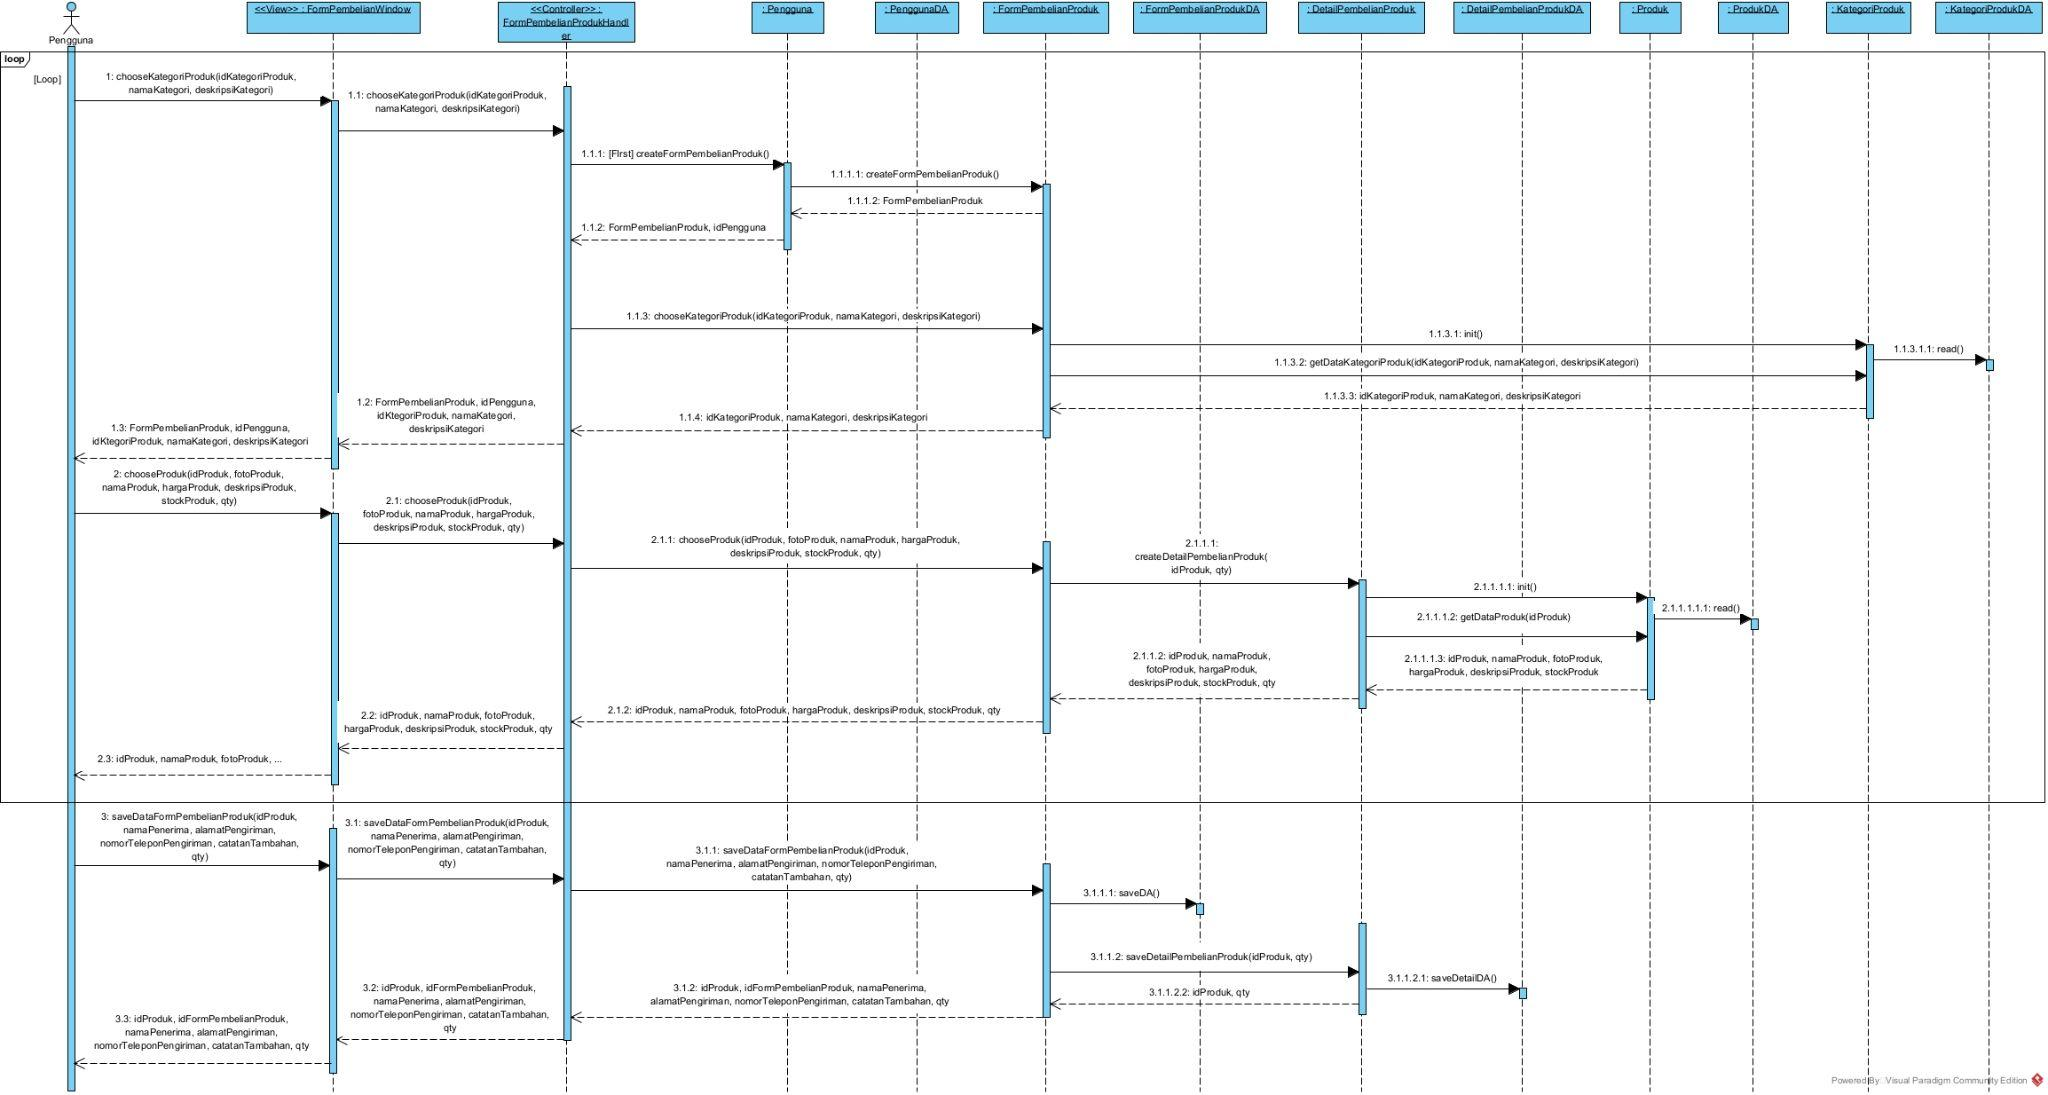 Pengguna
<<View>> : FormPembelianWindow
<<Controller>> :
FormPembelianProdukHandl
er
: Pengguna
: PenggunaDA
: FormPembelianProduk
: FormPembelianProdukDA
: DetailPembelianProduk
: DetailPembelianProdukDA
: Produk
: ProdukDA
: KategoriProduk
: KategoriProdukDA
loop
[Loop]
1: chooseKategoriProduk(idKategoriProduk,
namaKategori, deskripsiKategori)
1.1: chooseKategoriProduk(idKategoriProduk,
namaKategori, deskripsiKategori)
1.1.1: [FIrst] createFormPembelianProduk()
1.1.1.1: createFormPembelianProduk()
1.1.1.2: FormPembelianProduk
1.1.2: FormPembelianProduk, idPengguna
1.1.3: chooseKategoriProduk(idKategoriProduk, namaKategori, deskripsiKategori)
1.1.3.1: init()
1.1.3.1.1: read()
1.1.3.2: getDataKategoriProduk(idKategoriProduk, namaKategori, deskripsiKategori)
1.1.3.3: idKategoriProduk, namaKategori, deskripsiKategori
1.1.4: idKategoriProduk, namaKategori, deskripsiKategori
1.2: FormPembelianProduk, idPengguna,
idKtegoriProduk, namaKategori,
deskripsiKategori
1.3: FormPembelianProduk, idPengguna,
idKtegoriProduk, namaKategori, deskripsiKategori
2: chooseProduk(idProduk, fotoProduk,
namaProduk, hargaProduk, deskripsiProduk,
stockProduk, qty)
2.1: chooseProduk(idProduk,
fotoProduk, namaProduk, hargaProduk,
deskripsiProduk, stockProduk, qty)
2.1.1: chooseProduk(idProduk, fotoProduk, namaProduk, hargaProduk,
deskripsiProduk, stockProduk, qty)
2.1.1.1:
createDetailPembelianProduk(
idProduk, qty)
2.1.1.1.1: init()
2.1.1.1.1.1: read()
2.1.1.1.2: getDataProduk(idProduk)
2.1.1.1.3: idProduk, namaProduk, fotoProduk,
hargaProduk, deskripsiProduk, stockProduk
2.1.1.2: idProduk, namaProduk,
fotoProduk, hargaProduk,
deskripsiProduk, stockProduk, qty
2.1.2: idProduk, namaProduk, fotoProduk, hargaProduk, deskripsiProduk, stockProduk, qty
2.2: idProduk, namaProduk, fotoProduk,
hargaProduk, deskripsiProduk, stockProduk, qty
2.3: idProduk, namaProduk, fotoProduk, ...
3: saveDataFormPembelianProduk(idProduk,
namaPenerima, alamatPengiriman,
nomorTeleponPengiriman, catatanTambahan,
qty)
3.1: saveDataFormPembelianProduk(idProduk,
namaPenerima, alamatPengiriman,
nomorTeleponPengiriman, catatanTambahan,
qty)
3.1.1: saveDataFormPembelianProduk(idProduk,
namaPenerima, alamatPengiriman, nomorTeleponPengiriman,
catatanTambahan, qty)
3.1.1.1: saveDA()
3.1.1.2: saveDetailPembelianProduk(idProduk, qty)
3.1.1.2.1: saveDetailDA()
3.1.1.2.2: idProduk, qty
3.1.2: idProduk, idFormPembelianProduk, namaPenerima,
alamatPengiriman, nomorTeleponPengiriman, catatanTambahan, qty
3.2: idProduk, idFormPembelianProduk,
namaPenerima, alamatPengiriman,
nomorTeleponPengiriman, catatanTambahan,
qty
3.3: idProduk, idFormPembelianProduk,
namaPenerima, alamatPengiriman,
nomorTeleponPengiriman, catatanTambahan, qty
Powered By: Visual Paradigm Community Edition